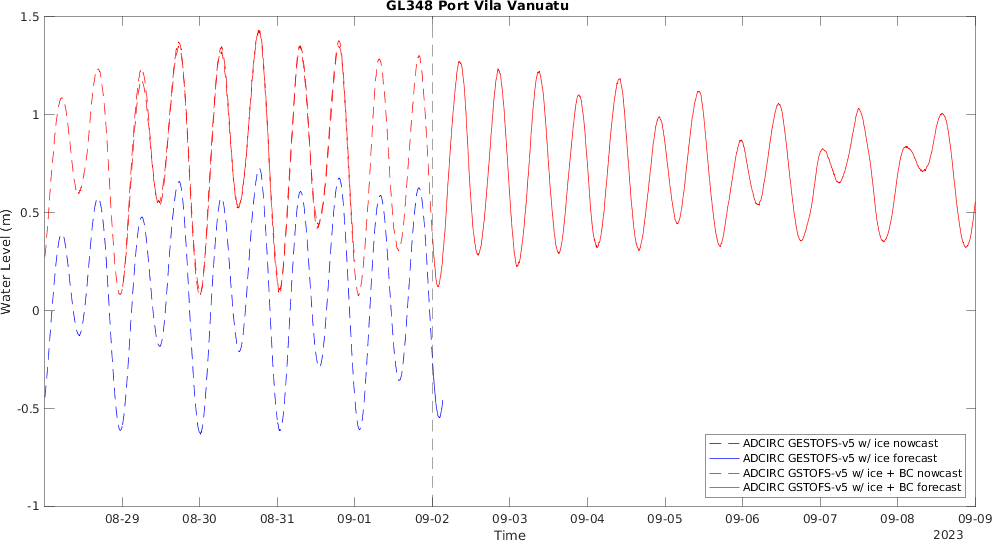 GL348 Port Vila Vanuatu
1.5
1
0.5
0
-0.5
-1
Water Level (m)
ADCIRC GESTOFS-v5 w/ ice nowcast
ADCIRC GESTOFS-v5 w/ ice forecast
ADCIRC GSTOFS-v5 w/ ice + BC nowcast
ADCIRC GSTOFS-v5 w/ ice + BC forecast
08-29 08-30 08-31 09-01 09-02 09-03 09-04 09-05 09-06 09-07 09-08 09-09
Time
2023